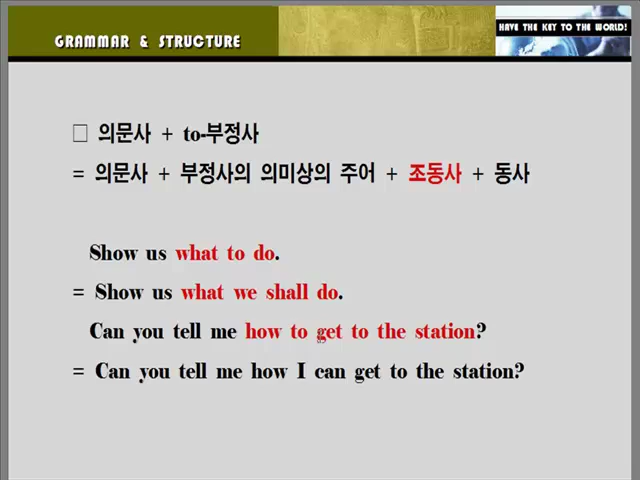 GRAMMAR & STRUCTURE
HAVE THE KEY TO THE WORLD!
□ 의문사 + to-부정사
= 의문사 + 부정사의 의미상의 주어 + 조동사 + 동사
Show us what to do.
= Show us what we shall do.
Can you tell me how to get to the station?
= Can you tell me how I can get to the station?